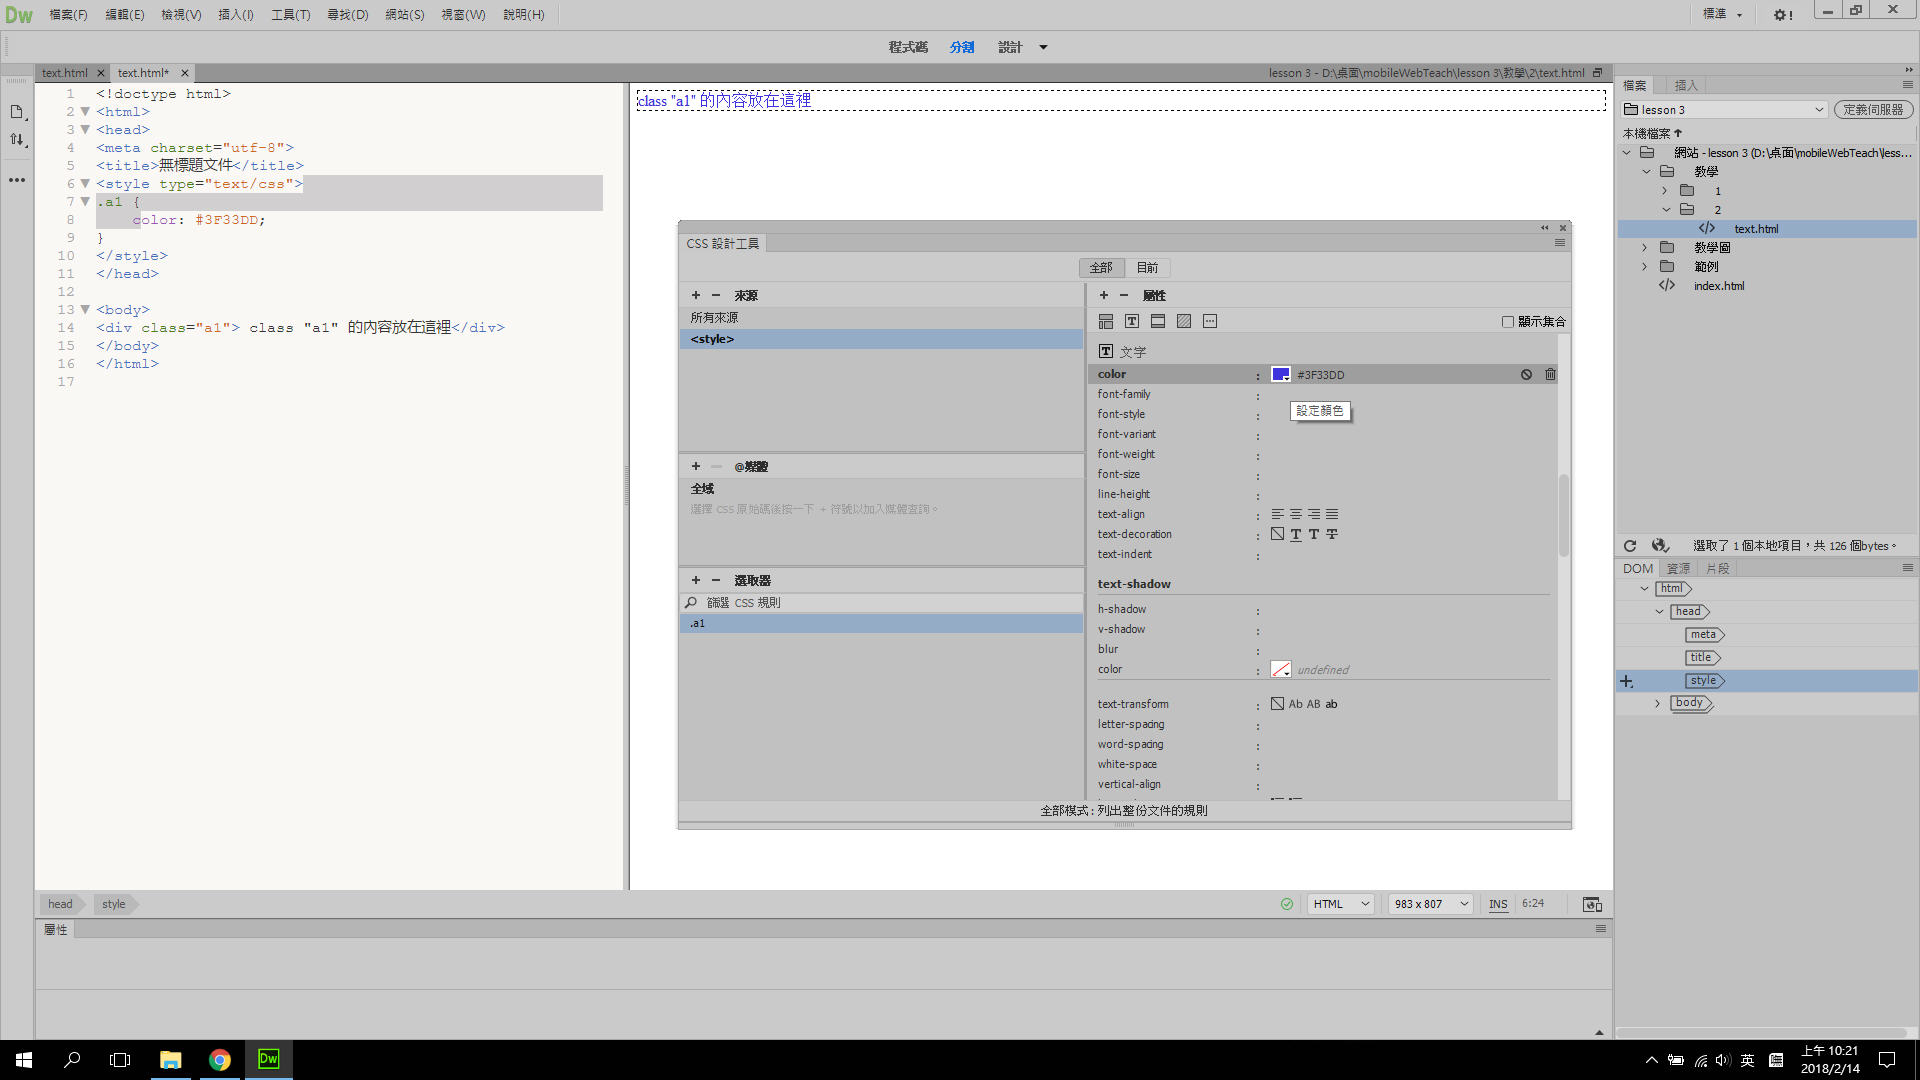 Dw 檔案(F) 編輯(E) 檢視(V) 插入(I) 工具(T) 尋找(D) 網站(S) 視窗(W) 說明(H) 標準
程式碼 分割 設計
text.html text.html* lesson 3 - D:\桌面\mobileWebTeach\lesson 3\教學\2\text.html
1 <!doctype html>
2 <html>
3 <head>
4 <meta charset="utf-8">
5 <title>無標題文件</title>
6 <style type="text/css">
7 .a1 {
8 color: #3F33DD;
9 }
10 </style>
11 </head>
12
13 <body>
14 <div class="a1"> class "a1" 的內容放在這裡</div>
15 </body>
16 </html>
17
class "a1" 的內容放在這裡
CSS 設計工具
全部 目前
+ − 來源
所有來源
<style>
+ − @媒體
全域
選擇 CSS 原始碼後按一下 + 符號以加入媒體查詢。
+ − 選取器
篩選 CSS 規則
.a1
+ − 屬性
顯示集合
文字
color : #3F33DD
設定顏色
font-family :
font-style :
font-variant :
font-weight :
font-size :
line-height :
text-align :
text-decoration : T T T
text-indent :
text-shadow
h-shadow :
v-shadow :
blur :
color : undefined
text-transform : Ab AB ab
letter-spacing :
word-spacing :
white-space :
vertical-align :
全部模式 : 列出整份文件的規則
head style
HTML 983 x 807 INS 6:24
屬性
檔案 插入
lesson 3 定義伺服器
本機檔案
網站 - lesson 3 (D:\桌面\mobileWebTeach\less...
教學
1
2
text.html
教學圖
範例
index.html
選取了 1 個本地項目，共 126 個bytes。
DOM 資源 片段
html
head
meta
title
style
body
Dw
英
上午 10:21
2018/2/14